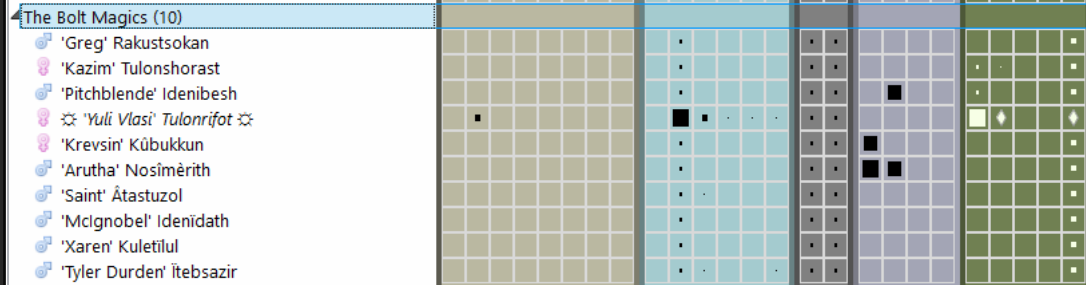 The Bolt Magics (10)
'Greg' Rakustsokan
'Kazim' Tulonshorast
'Pitchblende' Idenibesh
☼ 'Yuli Vlasi' Tulonrifot ☼
'Krevsin' Kûbukkun
'Arutha' Nosîmèrith
'Saint' Âtastuzol
'McIgnobel' Idenïdath
'Xaren' Kuletîlul
'Tyler Durden' Ïtebsazir